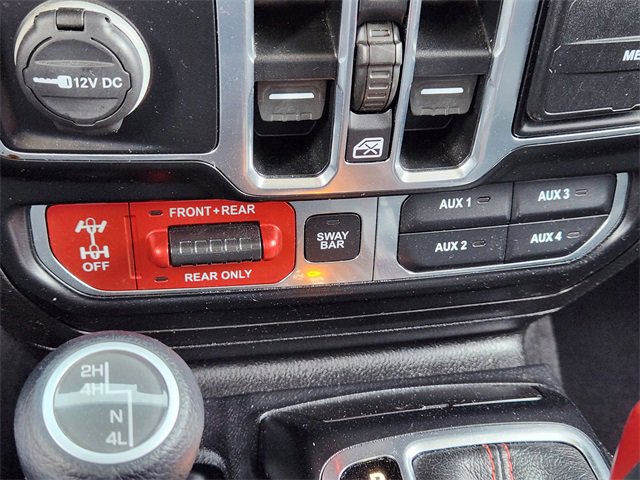 12V DC
ME
FRONT+REAR
OFF
REAR ONLY
SWAY
BAR
AUX 1
AUX 3
AUX 2
AUX 4
2H
4H
N
4L
P